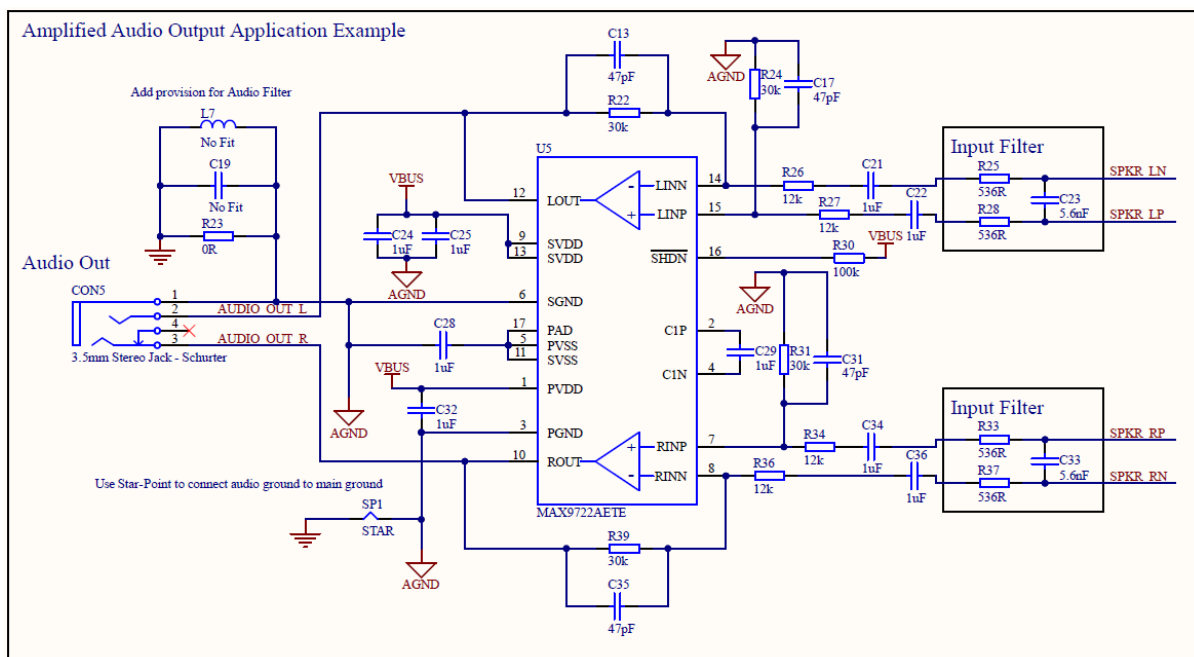 Amplified Audio Output Application Example
C13
47pF
R22
30k
AGND
R24
30k
C17
47pF
Add provision for Audio Filter
L7
No Fit
C19
No Fit
R23
0R
U5
VBUS
C24
1uF
C25
1uF
AGND
12
LOUT
9
SVDD
13
SVDD
6
SGND
17
PAD
5
PVSS
11
SVSS
1
PVDD
3
PGND
10
ROUT
LINN
14
LINP
15
SHDN
16
C1P
2
C1N
4
RINP
7
RINN
8
MAX9722AETE
R26
12k
C21
1uF
R27
12k
C22
1uF
Input Filter
R25
536R
R28
536R
C23
5.6nF
SPKR_LN
SPKR_LP
R30
100k
VBUS
Audio Out
CON5
1
2
4
3
AUDIO_OUT_L
AUDIO_OUT_R
3.5mm Stereo Jack - Schurter
C28
1uF
VBUS
C32
1uF
AGND
AGND
C29
1uF
R31
30k
C31
47pF
R34
12k
C34
1uF
R36
12k
C36
1uF
Input Filter
R33
536R
R37
536R
C33
5.6nF
SPKR_RP
SPKR_RN
Use Star-Point to connect audio ground to main ground
SP1
STAR
AGND
R39
30k
C35
47pF